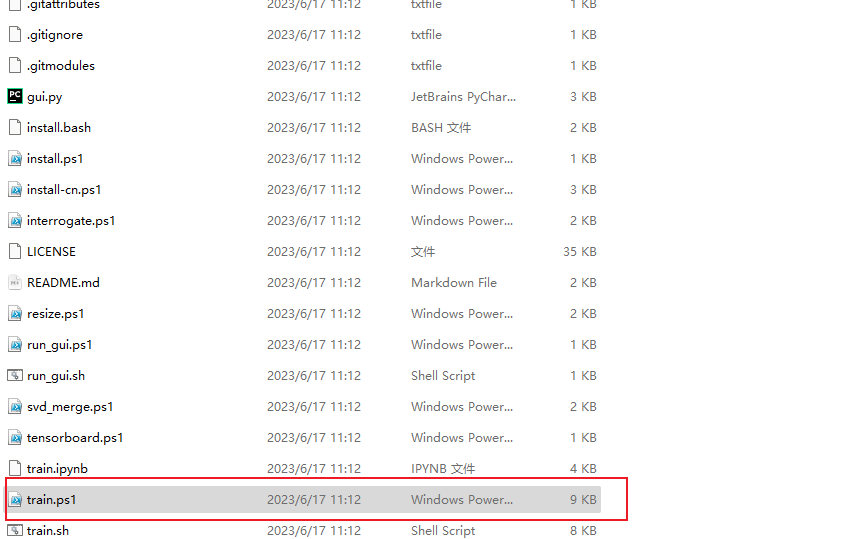 .gitattributes 2023/6/17 11:12 txtfile 1 KB
.gitignore 2023/6/17 11:12 txtfile 1 KB
.gitmodules 2023/6/17 11:12 txtfile 1 KB
PC gui.py 2023/6/17 11:12 JetBrains PyChar... 3 KB
install.bash 2023/6/17 11:12 BASH 文件 2 KB
install.ps1 2023/6/17 11:12 Windows Power... 1 KB
install-cn.ps1 2023/6/17 11:12 Windows Power... 3 KB
interrogate.ps1 2023/6/17 11:12 Windows Power... 2 KB
LICENSE 2023/6/17 11:12 文件 35 KB
README.md 2023/6/17 11:12 Markdown File 2 KB
resize.ps1 2023/6/17 11:12 Windows Power... 2 KB
run_gui.ps1 2023/6/17 11:12 Windows Power... 1 KB
run_gui.sh 2023/6/17 11:12 Shell Script 1 KB
svd_merge.ps1 2023/6/17 11:12 Windows Power... 2 KB
tensorboard.ps1 2023/6/17 11:12 Windows Power... 1 KB
train.ipynb 2023/6/17 11:12 IPYNB 文件 4 KB
train.ps1 2023/6/17 11:12 Windows Power... 9 KB
train.sh 2023/6/17 11:12 Shell Script 8 KB